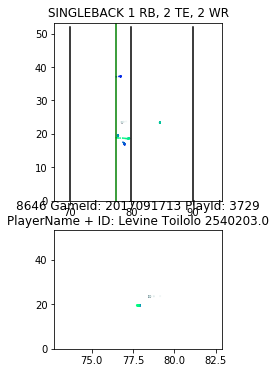 SINGLEBACK 1 RB, 2 TE, 2 WR
50
40
30
20
10
0
70 80 90
8646 GameId: 2017091713 PlayId: 3729
PlayerName + ID: Levine Toilolo 2540203.0
40
20
0
75.0 77.5 80.0 82.5